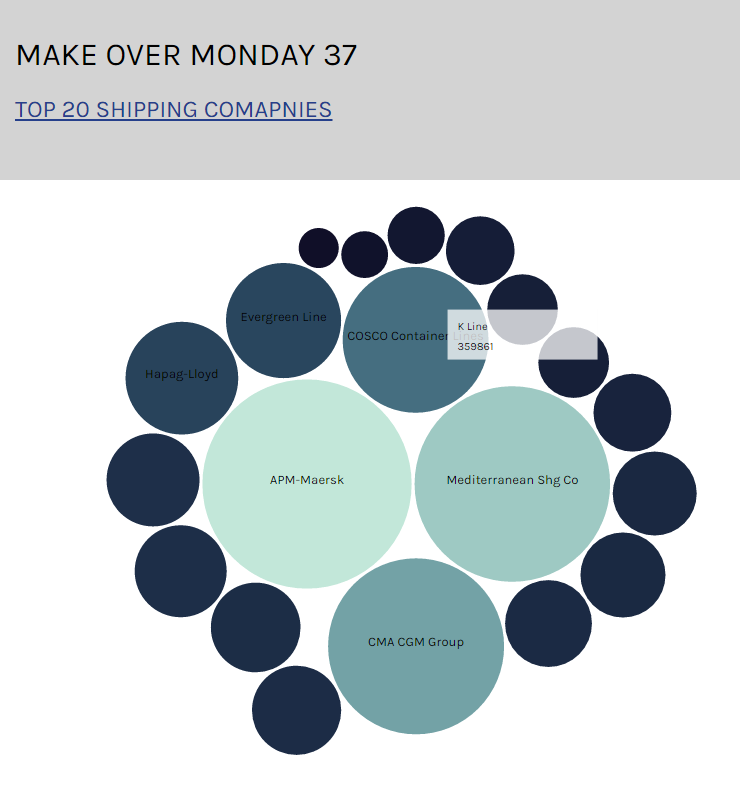 MAKE OVER MONDAY 37
TOP 20 SHIPPING COMAPNIES
Evergreen Line
COSCO Container Lines
K Line
359861
Hapag-Lloyd
APM-Maersk
Mediterranean Shg Co
CMA CGM Group